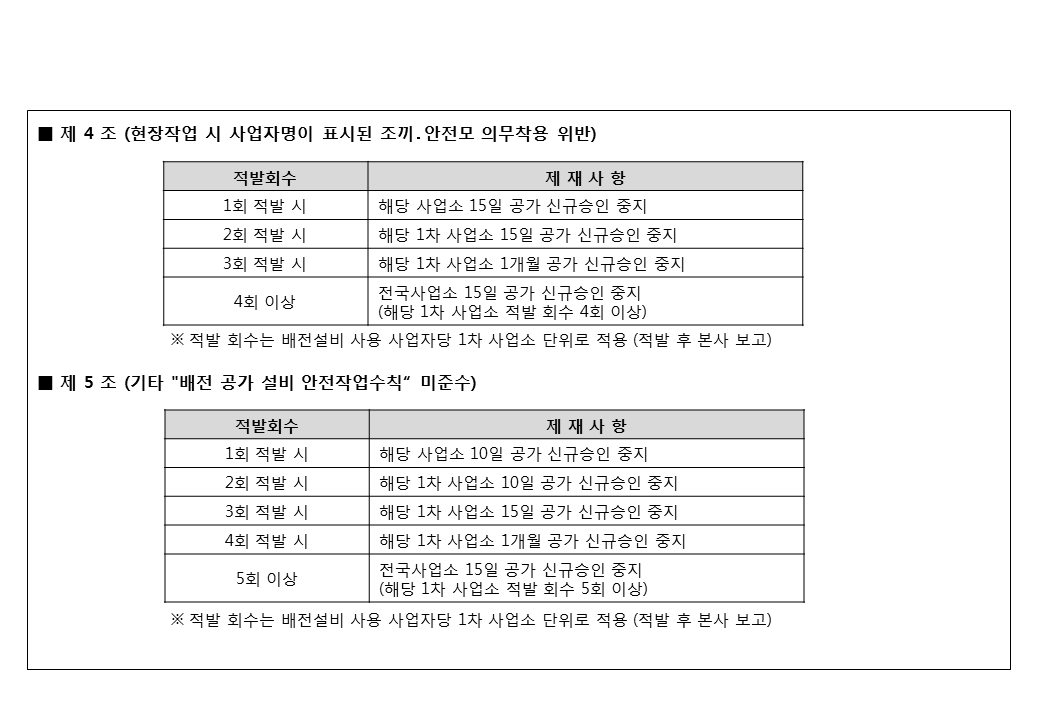 ■ 제 4 조 (현장작업 시 사업자명이 표시된 조끼․안전모 의무착용 위반)
적발회수 제 재 사 항
1회 적발 시 해당 사업소 15일 공가 신규승인 중지
2회 적발 시 해당 1차 사업소 15일 공가 신규승인 중지
3회 적발 시 해당 1차 사업소 1개월 공가 신규승인 중지
4회 이상 전국사업소 15일 공가 신규승인 중지
(해당 1차 사업소 적발 회수 4회 이상)
※ 적발 회수는 배전설비 사용 사업자당 1차 사업소 단위로 적용 (적발 후 본사 보고)
■ 제 5 조 (기타 "배전 공가 설비 안전작업수칙“ 미준수)
적발회수 제 재 사 항
1회 적발 시 해당 사업소 10일 공가 신규승인 중지
2회 적발 시 해당 1차 사업소 10일 공가 신규승인 중지
3회 적발 시 해당 1차 사업소 15일 공가 신규승인 중지
4회 적발 시 해당 1차 사업소 1개월 공가 신규승인 중지
5회 이상 전국사업소 15일 공가 신규승인 중지
(해당 1차 사업소 적발 회수 5회 이상)
※ 적발 회수는 배전설비 사용 사업자당 1차 사업소 단위로 적용 (적발 후 본사 보고)